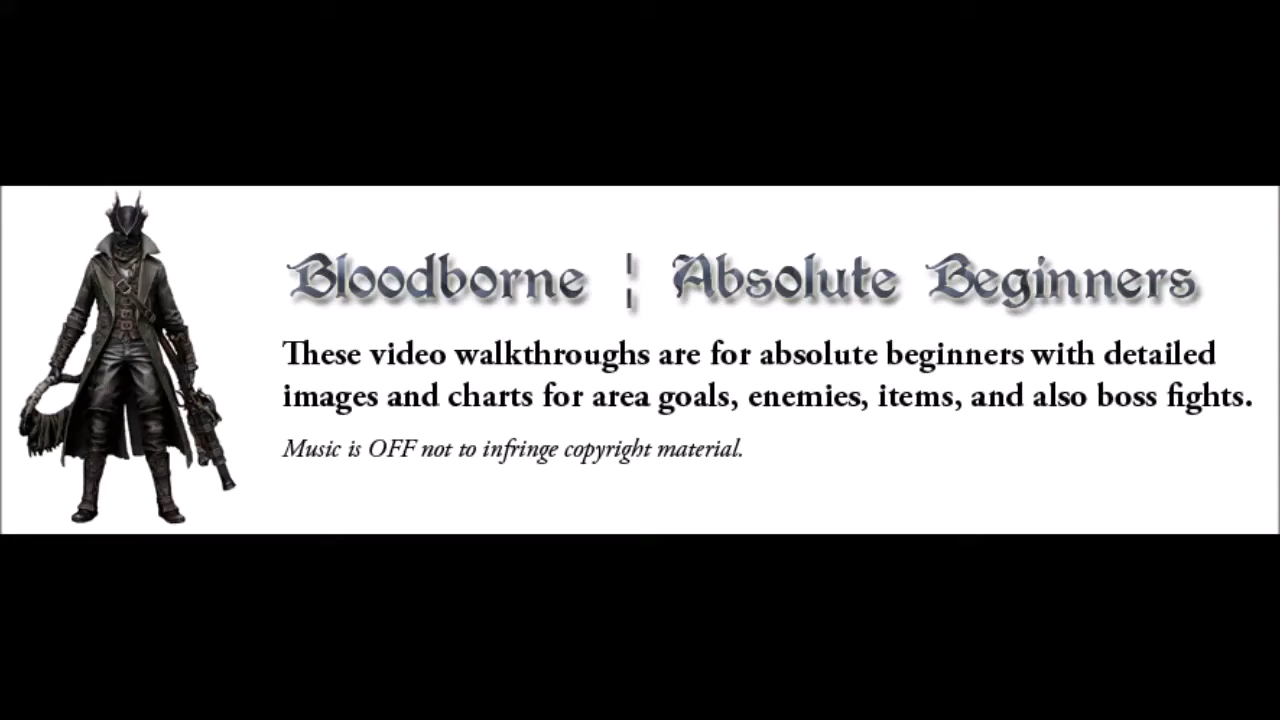 Bloodborne ¦ Absolute Beginners
These video walkthroughs are for absolute beginners with detailed
images and charts for area goals, enemies, items, and also boss fights.
Music is OFF not to infringe copyright material.